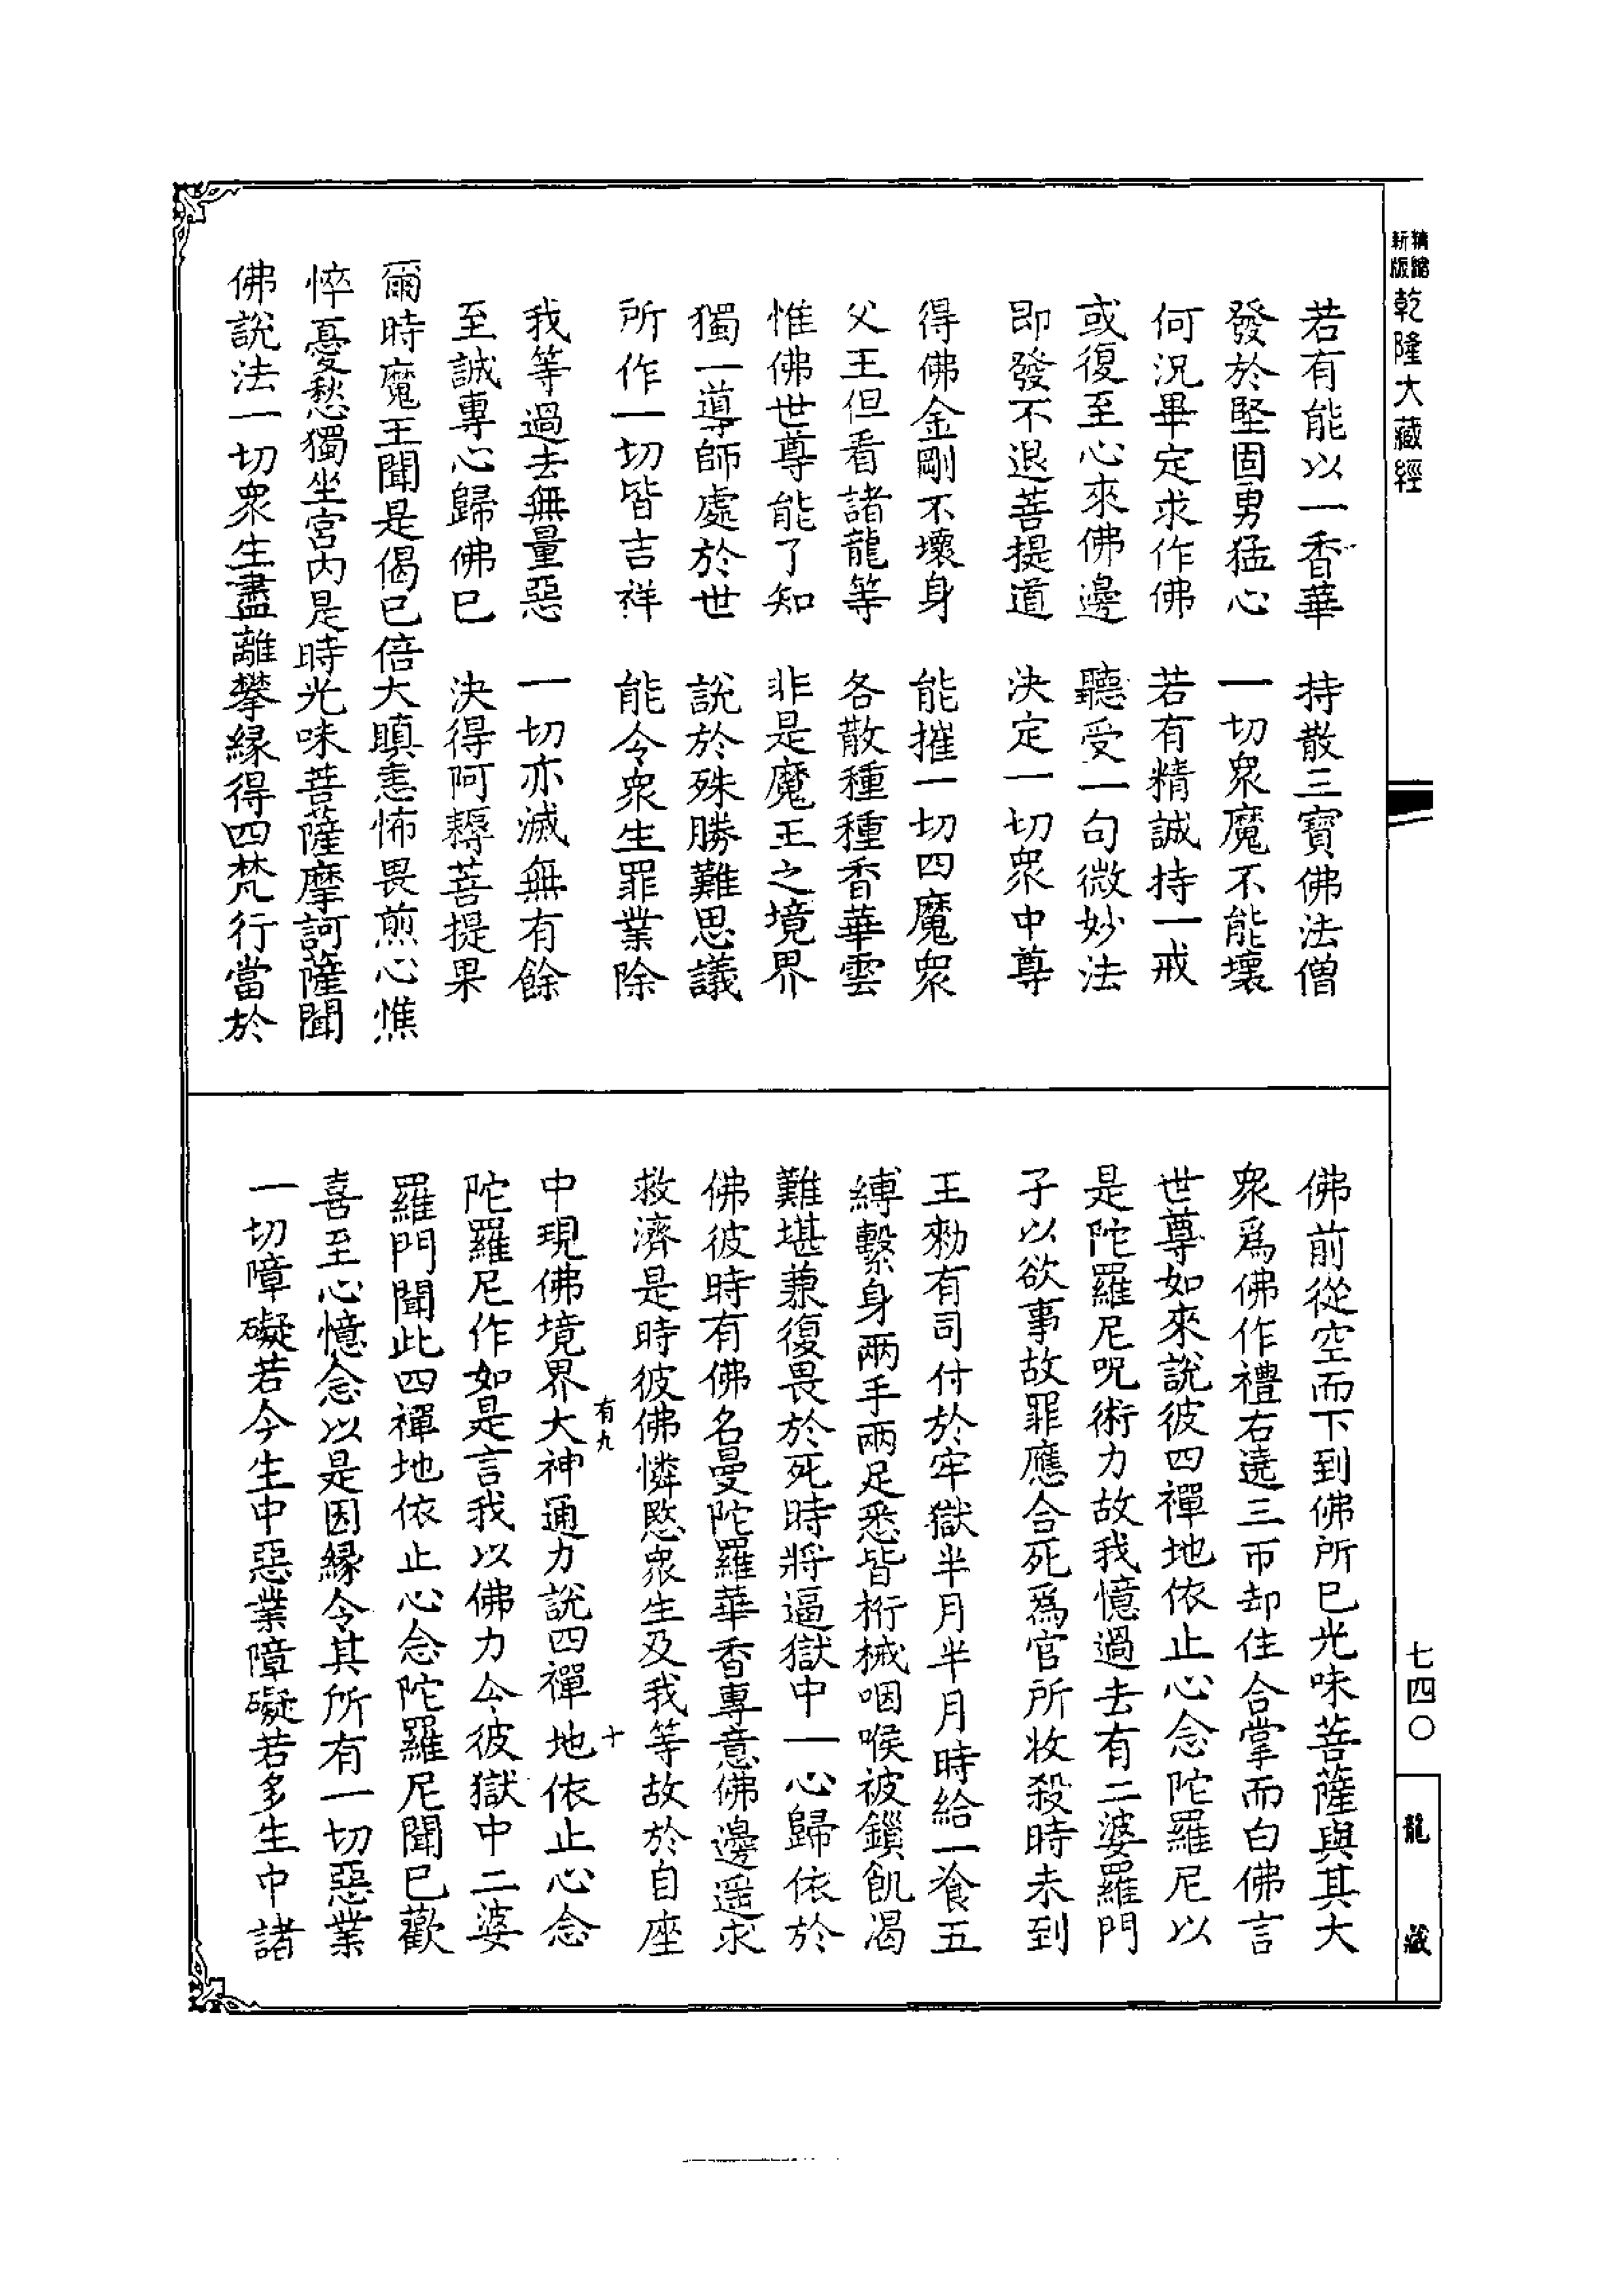 精縮新版 乾隆大藏經
若有能以一香華　持散三寶佛法僧
發於堅固勇猛心　一切衆魔不能壞
何況畢定求作佛　若有精誠持一戒
或復至心來佛邊　聽受一句微妙法
即發不退菩提道　決定一切衆中尊
得佛金剛不壞身　能摧一切四魔衆
父王但看諸龍等　各散種種香華雲
惟佛世尊能了知　非是魔王之境界
獨一導師處於世　說於殊勝難思議
所作一切皆吉祥　能令衆生罪業除
我等過去無量惡　一切亦滅無有餘
至誠專心歸佛已　決得阿耨菩提果
爾時魔王聞是偈已倍大瞋恚怖畏煎心憔
悴憂愁獨坐宮內是時光味菩薩摩訶薩聞
佛說法一切衆生盡離攀緣得四梵行當於
佛前從空而下到佛所已光味菩薩與其大
衆爲佛作禮右遶三帀却住合掌而白佛言
世尊如來說彼四禪地依止心念陀羅尼以
是陀羅尼呪術力故我憶過去有二婆羅門
子以欲事故罪應合死爲官所收殺時未到
王勑有司付於牢獄半月半月時給一飡五
縛繫身兩手兩足悉皆桁械咽喉被鎖飢渴
難堪兼復畏於死時將逼獄中一心歸依於
佛彼時有佛名曼陀羅華香專意佛邊遥求
救濟是時彼佛憐愍衆生及我等故於自座
有九　十
中現佛境界大神通力說四禪地依止心念
陀羅尼作如是言我以佛力令彼獄中二婆
羅門聞此四禪地依止心念陀羅尼聞已歡
喜至心憶念以是因緣令其所有一切惡業
一切障礙若今生中惡業障礙若多生中諸
七四〇
龍藏